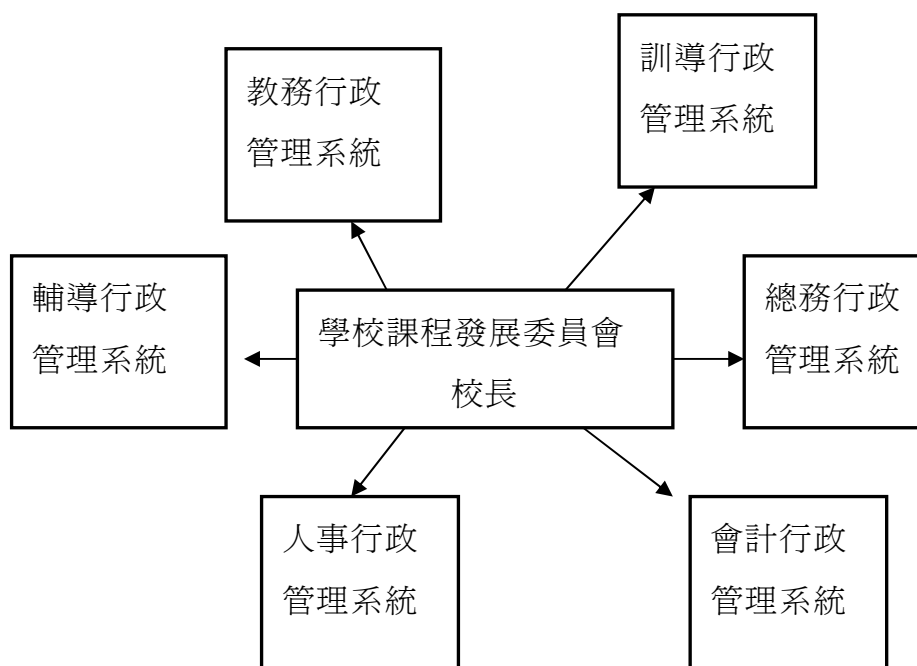 教務行政
管理系統
訓導行政
管理系統
輔導行政
管理系統
學校課程發展委員會
校長
總務行政
管理系統
人事行政
管理系統
會計行政
管理系統